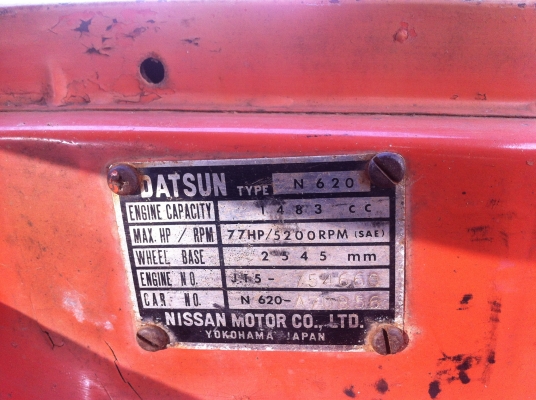 DATSUN TYPE N 620
ENGINE CAPACITY 1483 CC
MAX. HP / RPM 77HP/5200RPM (SAE)
WHEEL BASE 2545 mm
ENGINE NO. J15-
CAR NO. N 620-
NISSAN MOTOR CO., LTD.
YOKOHAMA JAPAN